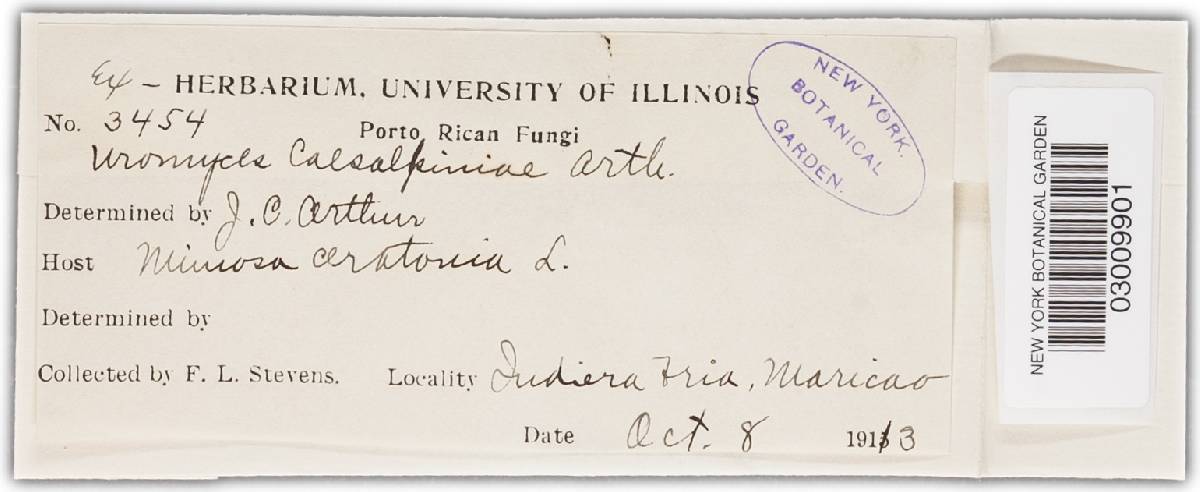 Ex – HERBARIUM, UNIVERSITY OF ILLINOIS
No. 3454 Porto Rican Fungi
Uromyces Caesalpiniae Arth.
Determined by J. C. Arthur
Host Mimosa ceratonia L.
Determined by
Collected by F. L. Stevens. Locality Indiera Fria, Maricao
Date Oct. 8 1913
NEW YORK.
BOTANICAL
GARDEN.
NEW YORK BOTANICAL GARDEN
03009901